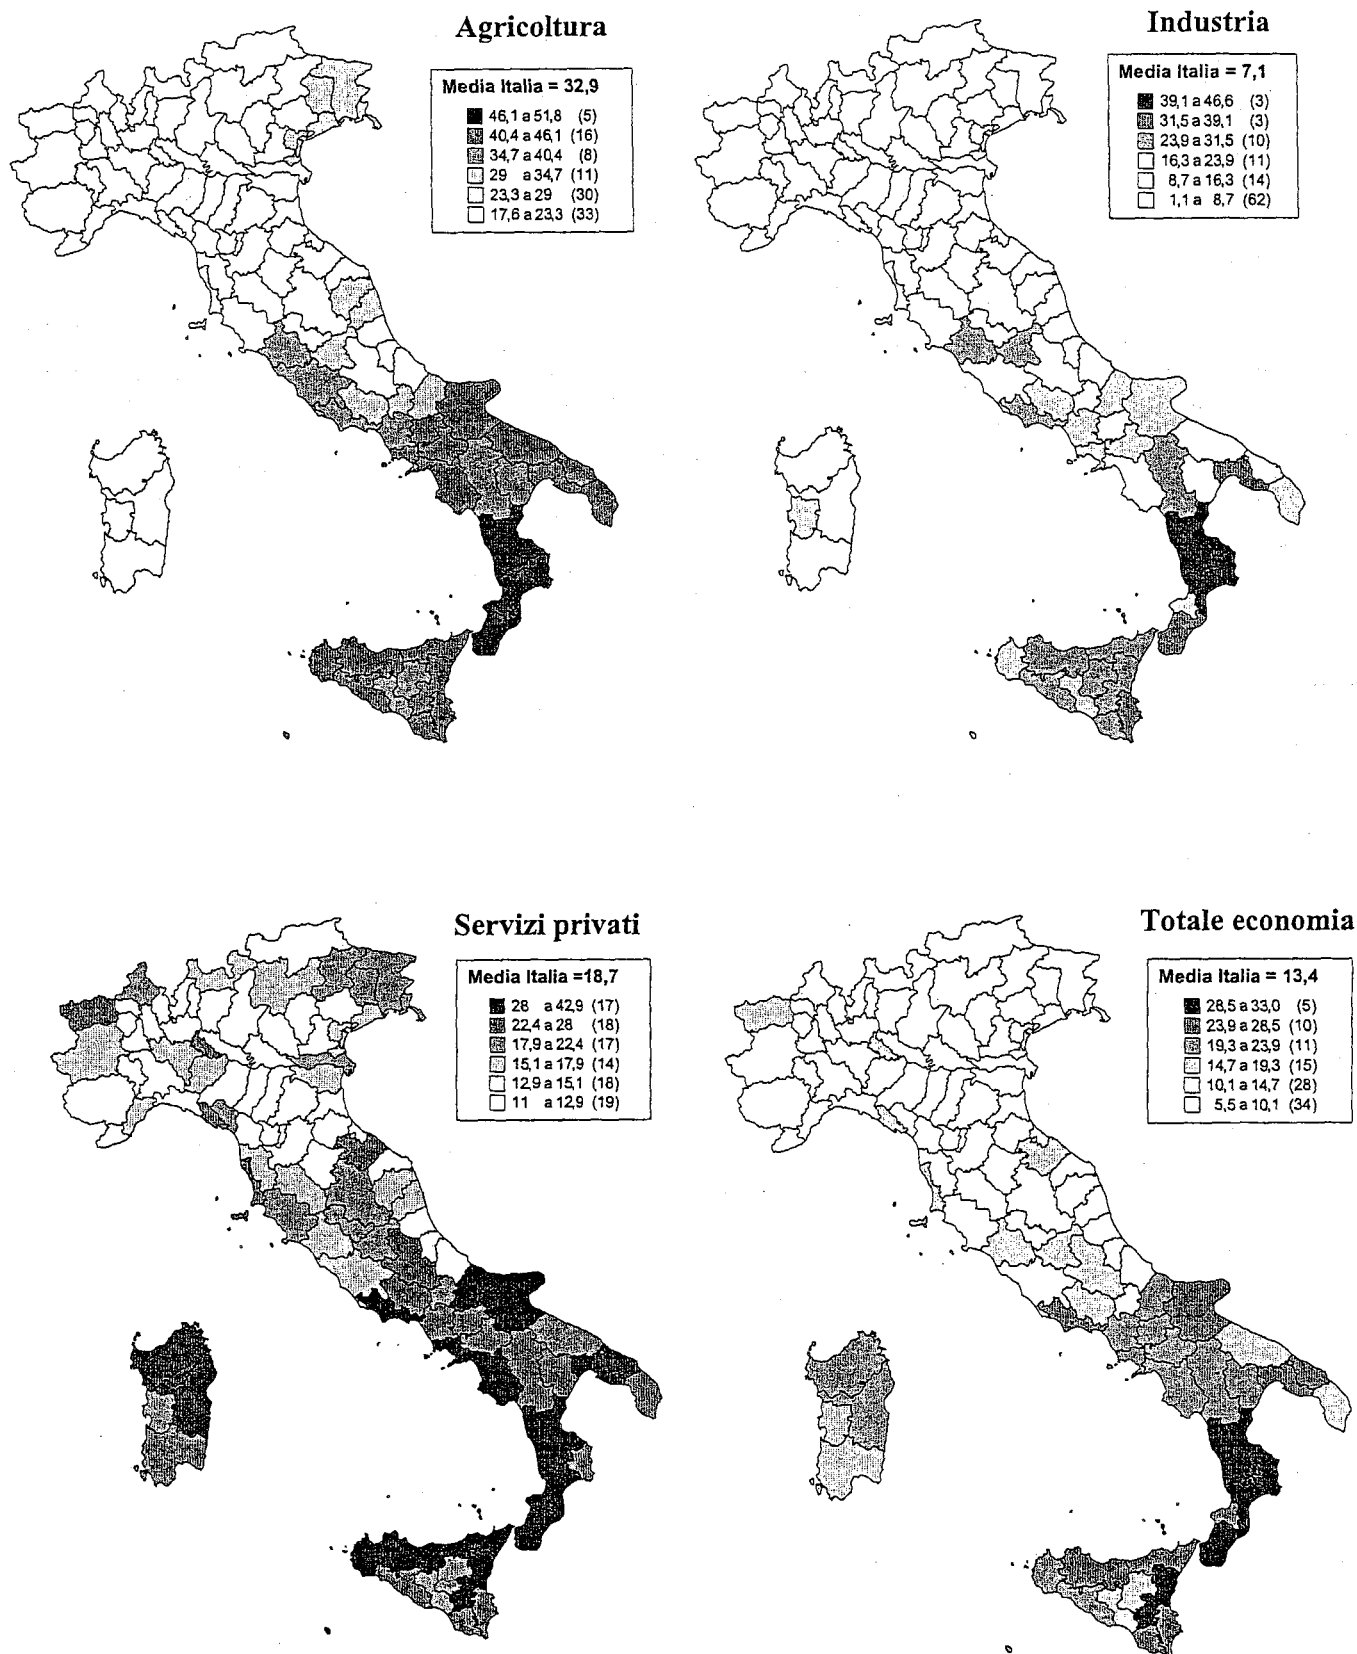 Agricoltura
Media Italia = 32,9
46,1 a 51,8 (5)
40,4 a 46,1 (16)
34,7 a 40,4 (8)
29 a 34,7 (11)
23,3 a 29 (30)
17,6 a 23,3 (33)
Industria
Media Italia = 7,1
39,1 a 46,6 (3)
31,5 a 39,1 (3)
23,9 a 31,5 (10)
16,3 a 23,9 (11)
8,7 a 16,3 (14)
1,1 a 8,7 (62)
Servizi privati
Media Italia =18,7
28 a 42,9 (17)
22,4 a 28 (18)
17,9 a 22,4 (17)
15,1 a 17,9 (14)
12,9 a 15,1 (18)
11 a 12,9 (19)
Totale economia
Media Italia = 13,4
28,5 a 33,0 (5)
23,9 a 28,5 (10)
19,3 a 23,9 (11)
14,7 a 19,3 (15)
10,1 a 14,7 (28)
5,5 a 10,1 (34)